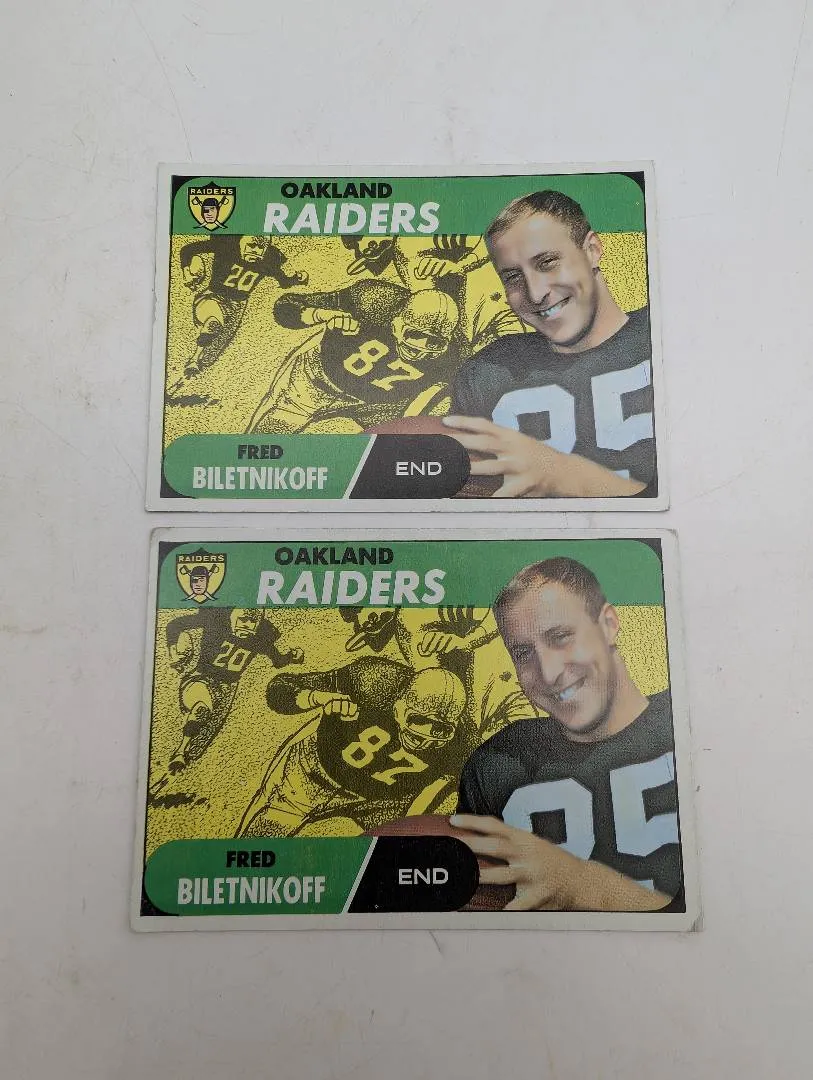 RAIDERS
OAKLAND
RAIDERS
20
87
85
FRED
BILETNIKOFF
END
RAIDERS
OAKLAND
RAIDERS
20
87
85
FRED
BILETNIKOFF
END